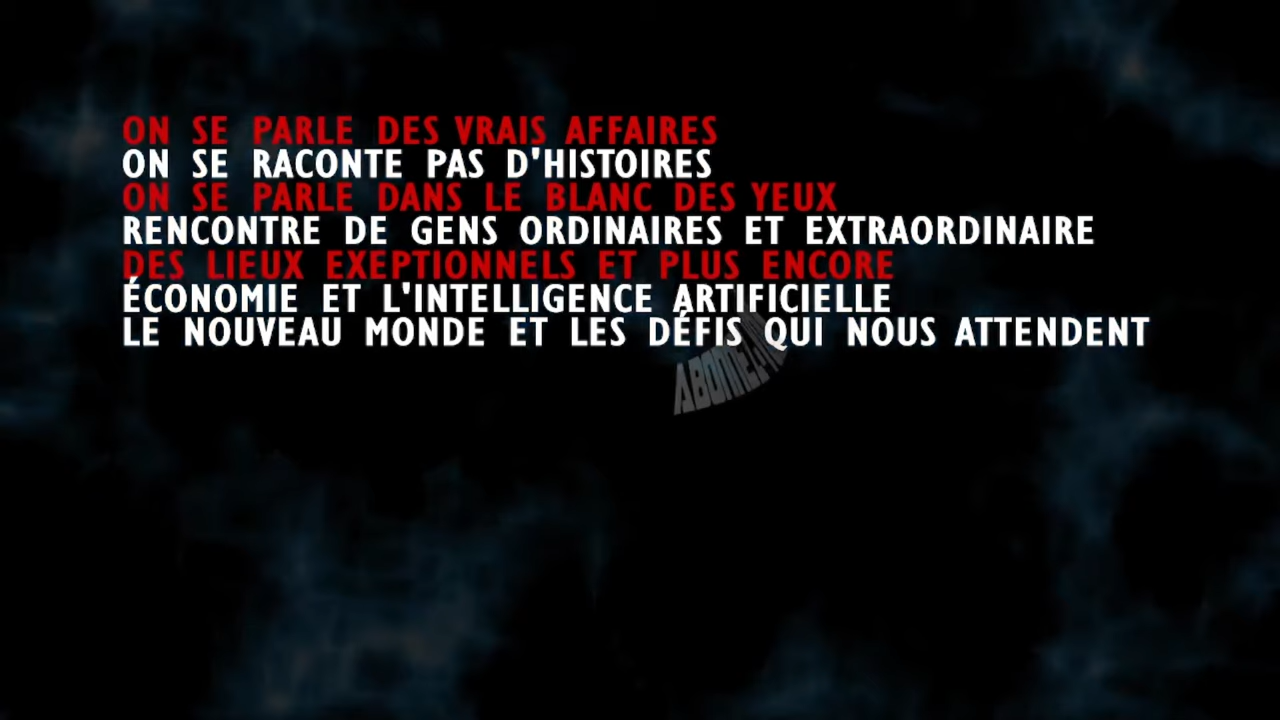 ON SE PARLE DES VRAIS AFFAIRES
ON SE RACONTE PAS D'HISTOIRES
ON SE PARLE DANS LE BLANC DES YEUX
RENCONTRE DE GENS ORDINAIRES ET EXTRAORDINAIRE
DES LIEUX EXEPTIONNELS ET PLUS ENCORE
ÉCONOMIE ET L'INTELLIGENCE ARTIFICIELLE
LE NOUVEAU MONDE ET LES DÉFIS QUI NOUS ATTENDENT